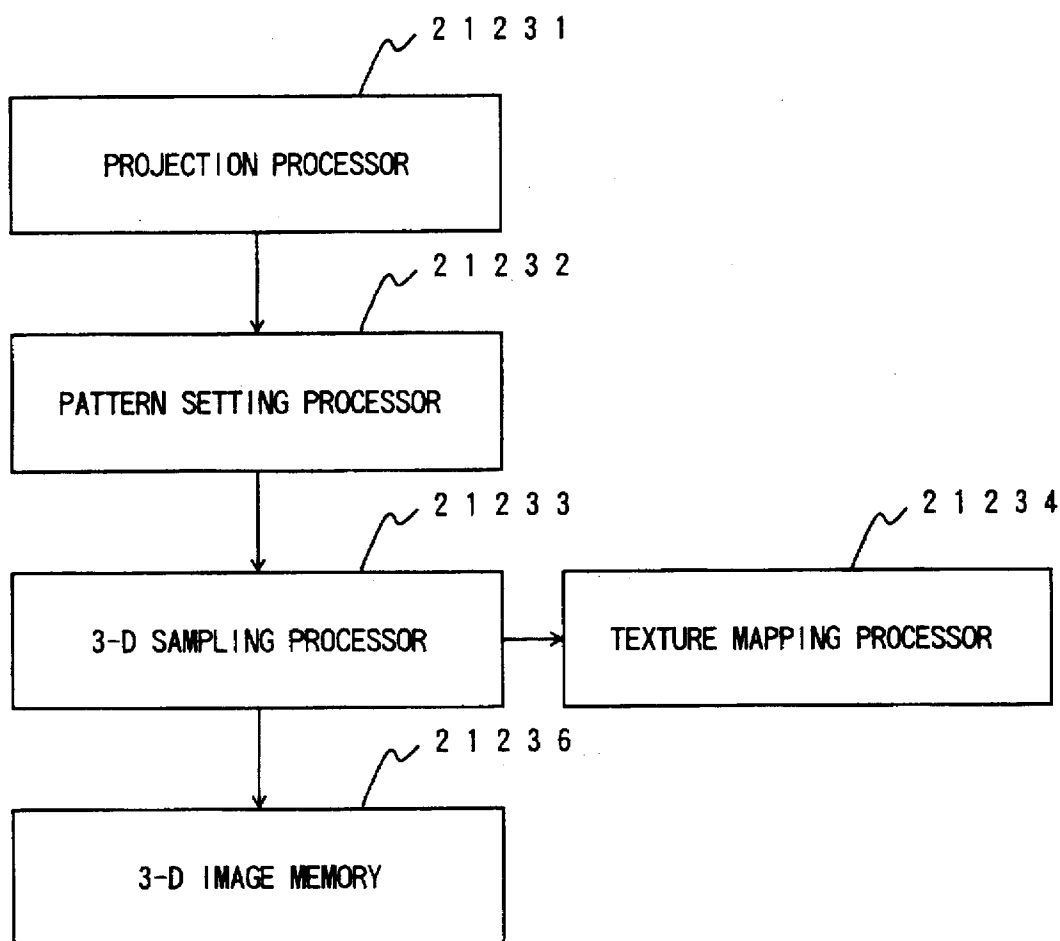 21231
PROJECTION PROCESSOR
21232
PATTERN SETTING PROCESSOR
21233
21234
3-D SAMPLING PROCESSOR
TEXTURE MAPPING PROCESSOR
21236
3-D IMAGE MEMORY